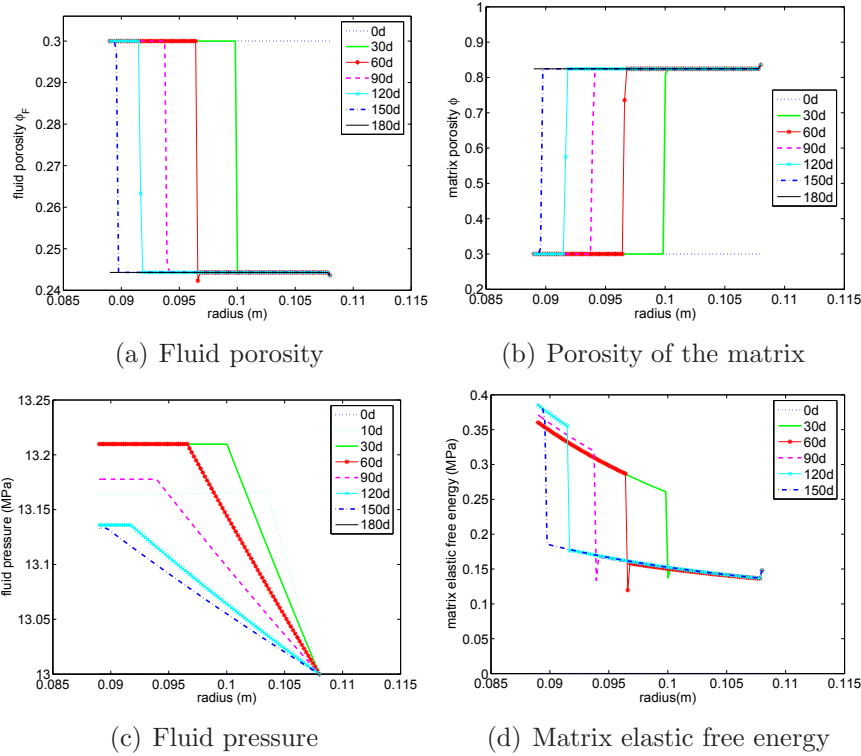 0.3
0.29
0.28
0.27
0.26
0.25
0.24
fluid porosity ϕF
0.085 0.09 0.095 0.1 0.105 0.11 0.115
radius (m)
0d
30d
60d
90d
120d
150d
180d
(a) Fluid porosity
1
0.9
0.8
0.7
0.6
0.5
0.4
0.3
0.2
matrix porosity ϕ
0.085 0.09 0.095 0.1 0.105 0.11 0.115
radius (m)
0d
30d
60d
90d
120d
150d
180d
(b) Porosity of the matrix
13.25
13.2
13.15
13.1
13.05
13
fluid pressure (MPa)
0.085 0.09 0.095 0.1 0.105 0.11 0.115
radius (m)
0d
10d
30d
60d
90d
120d
150d
180d
(c) Fluid pressure
0.4
0.35
0.3
0.25
0.2
0.15
0.1
0.05
0
matrix elastic free energy (MPa)
0.085 0.09 0.095 0.1 0.105 0.11 0.115
radius(m)
0d
30d
60d
90d
120d
150d
(d) Matrix elastic free energy